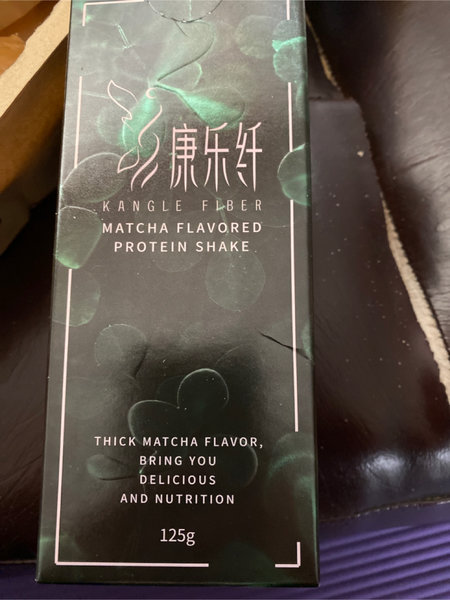 康乐纤
KANGLE FIBER
MATCHA FLAVORED
PROTEIN SHAKE
THICK MATCHA FLAVOR,
BRING YOU
DELICIOUS
AND NUTRITION
125g